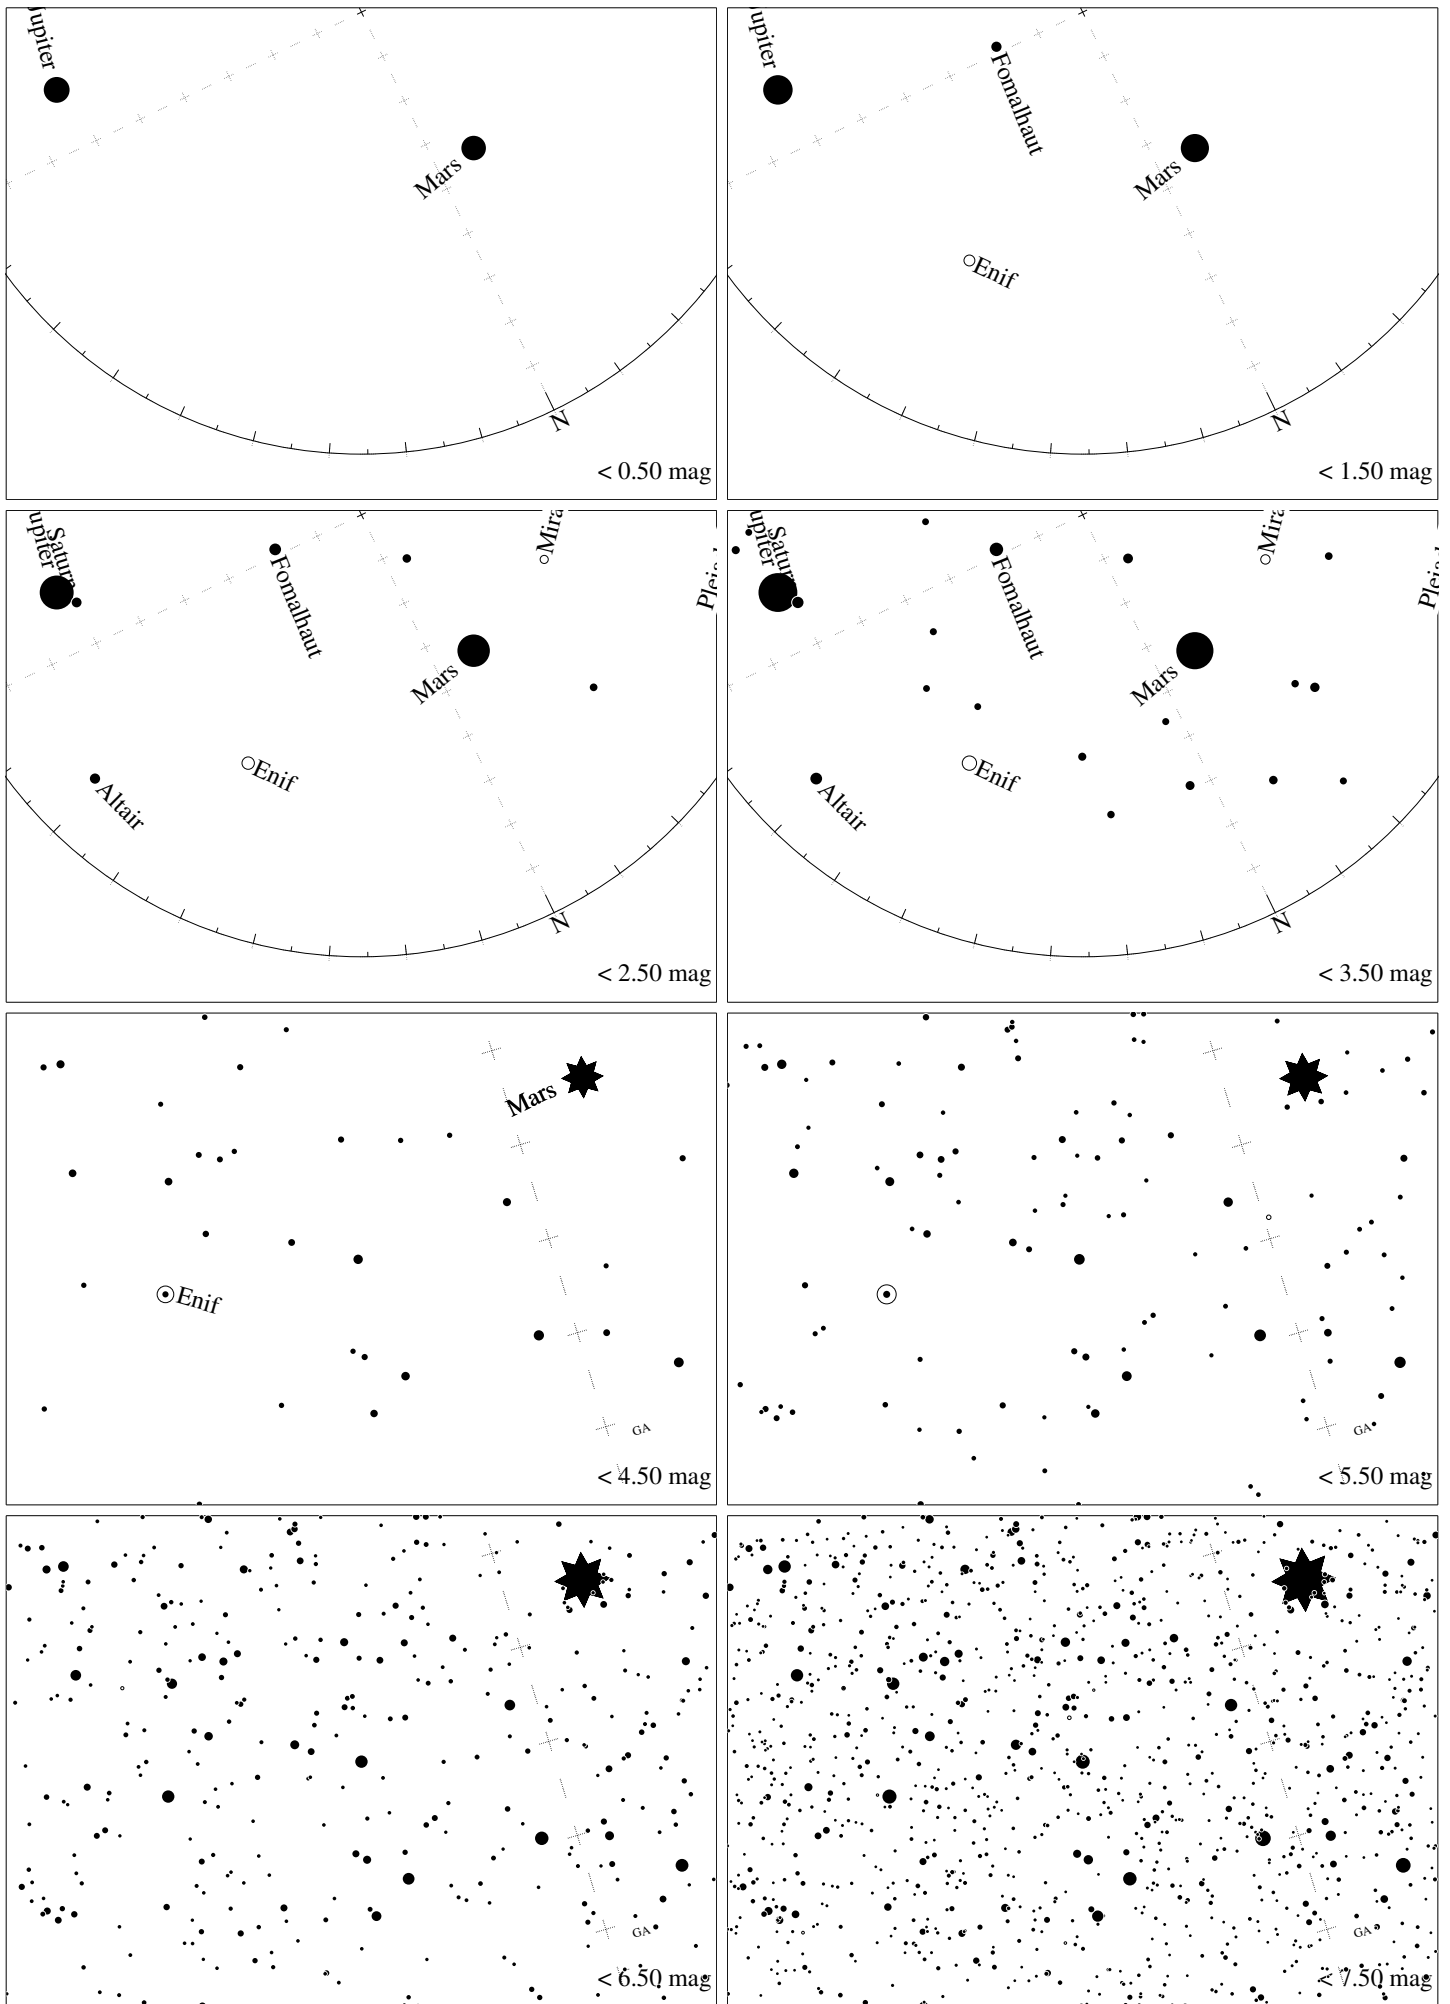 Jupiter
Mars
N
< 0.50 mag
Jupiter
Fomalhaut
Mars
Enif
N
< 1.50 mag
Jupiter
Saturn
Fomalhaut
Mira
Mars
Enif
Altair
N
< 2.50 mag
Jupiter
Saturn
Fomalhaut
Mira
Mars
Enif
Altair
N
< 3.50 mag
Mars
Enif
GA
< 4.50 mag
GA
< 5.50 mag
GA
< 6.50 mag
GA
< 7.50 mag